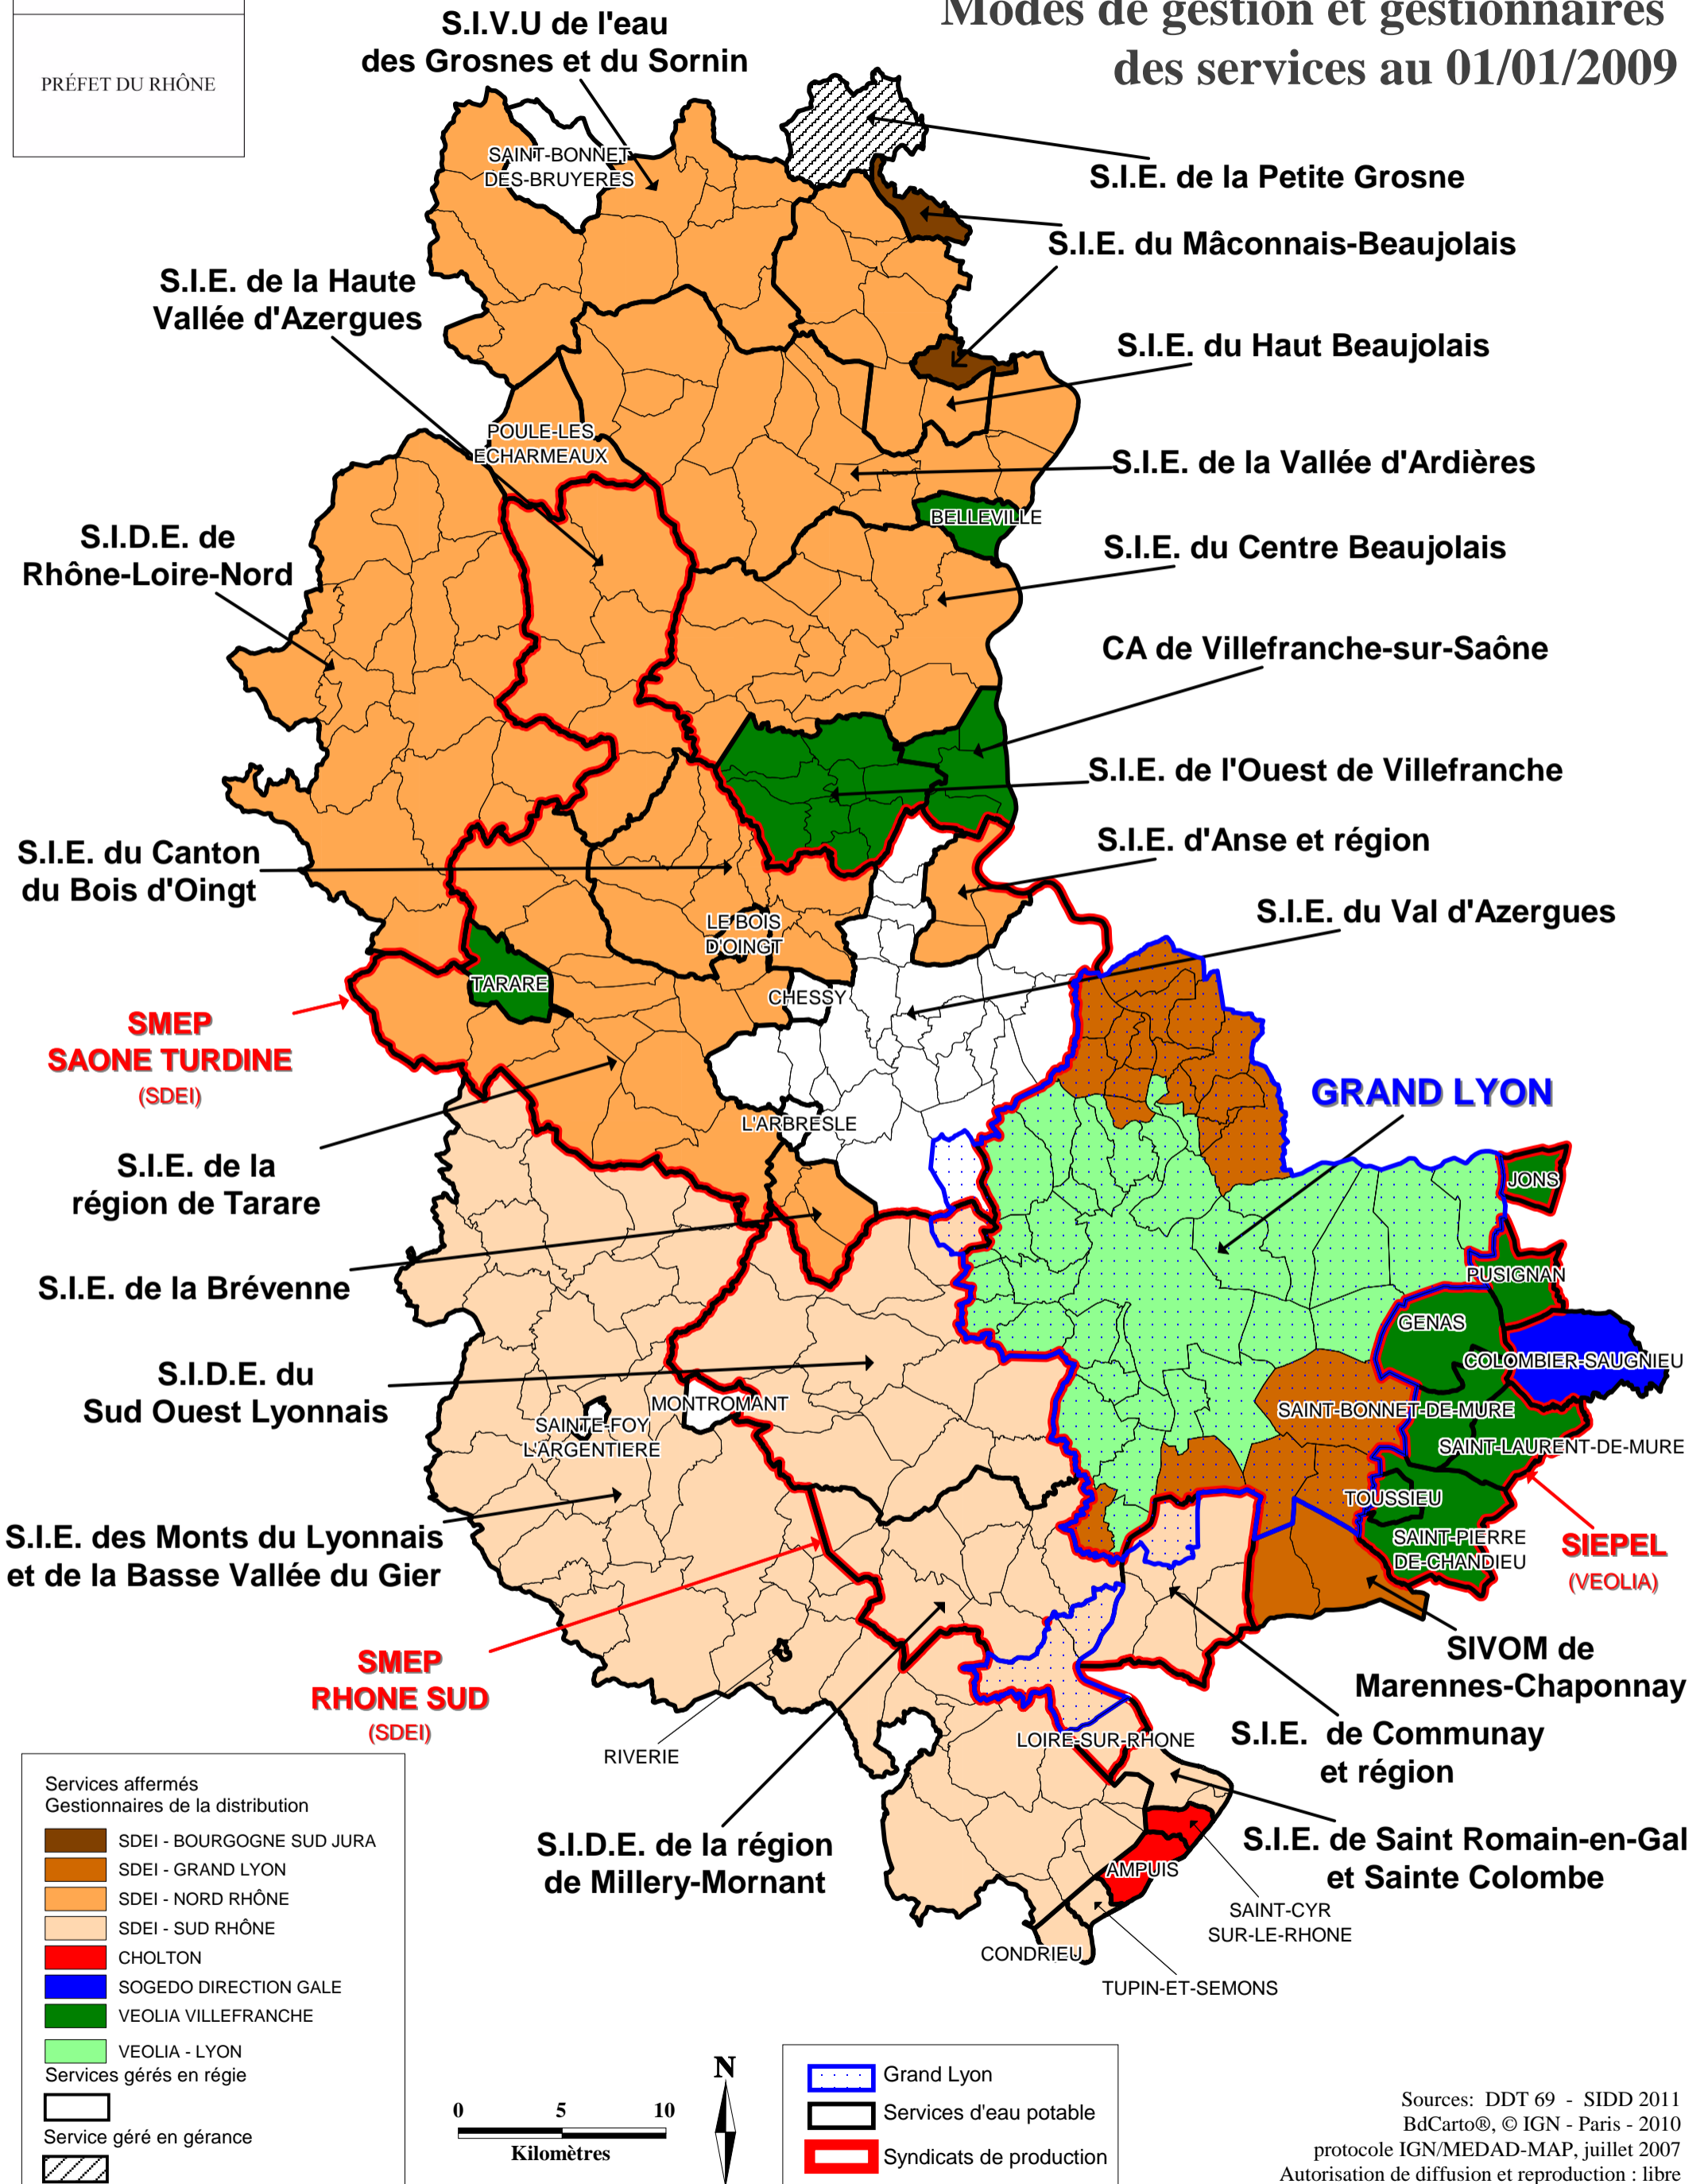 Modes de gestion et gestionnaires
des services au 01/01/2009
PRÉFET DU RHÔNE
S.I.V.U de l'eau
des Grosnes et du Sornin
SAINT-BONNET
DES-BRUYERES
S.I.E. de la Petite Grosne
S.I.E. du Mâconnais-Beaujolais
S.I.E. de la Haute
Vallée d'Azergues
S.I.E. du Haut Beaujolais
POULE-LES
ECHARMEAUX
S.I.E. de la Vallée d'Ardières
BELLEVILLE
S.I.D.E. de
Rhône-Loire-Nord
S.I.E. du Centre Beaujolais
CA de Villefranche-sur-Saône
S.I.E. de l'Ouest de Villefranche
S.I.E. d'Anse et région
S.I.E. du Canton
du Bois d'Oingt
S.I.E. du Val d'Azergues
LE BOIS
D'OINGT
TARARE
CHESSY
SMEP
SAONE TURDINE
(SDEI)
GRAND LYON
L'ARBRESLE
S.I.E. de la
région de Tarare
JONS
S.I.E. de la Brévenne
PUSIGNAN
GENAS
COLOMBIER-SAUGNIEU
S.I.D.E. du
Sud Ouest Lyonnais
MONTROMANT
SAINTE-FOY
L'ARGENTIERE
SAINT-BONNET-DE-MURE
SAINT-LAURENT-DE-MURE
TOUSSIEU
SAINT-PIERRE
DE-CHANDIEU
SIEPEL
(VEOLIA)
S.I.E. des Monts du Lyonnais
et de la Basse Vallée du Gier
SIVOM de
Marennes-Chaponnay
SMEP
RHONE SUD
(SDEI)
RIVERIE
LOIRE-SUR-RHONE
S.I.E. de Communay
et région
S.I.D.E. de la région
de Millery-Mornant
S.I.E. de Saint Romain-en-Gal
et Sainte Colombe
AMPUIS
SAINT-CYR
SUR-LE-RHONE
CONDRIEU
TUPIN-ET-SEMONS
Services affermés
Gestionnaires de la distribution
SDEI - BOURGOGNE SUD JURA
SDEI - GRAND LYON
SDEI - NORD RHÔNE
SDEI - SUD RHÔNE
CHOLTON
SOGEDO DIRECTION GALE
VEOLIA VILLEFRANCHE
VEOLIA - LYON
Services gérés en régie
Service géré en gérance
0 5 10
Kilomètres
N
Grand Lyon
Services d'eau potable
Syndicats de production
Sources: DDT 69 - SIDD 2011
BdCarto®, © IGN - Paris - 2010
protocole IGN/MEDAD-MAP, juillet 2007
Autorisation de diffusion et reproduction : libre